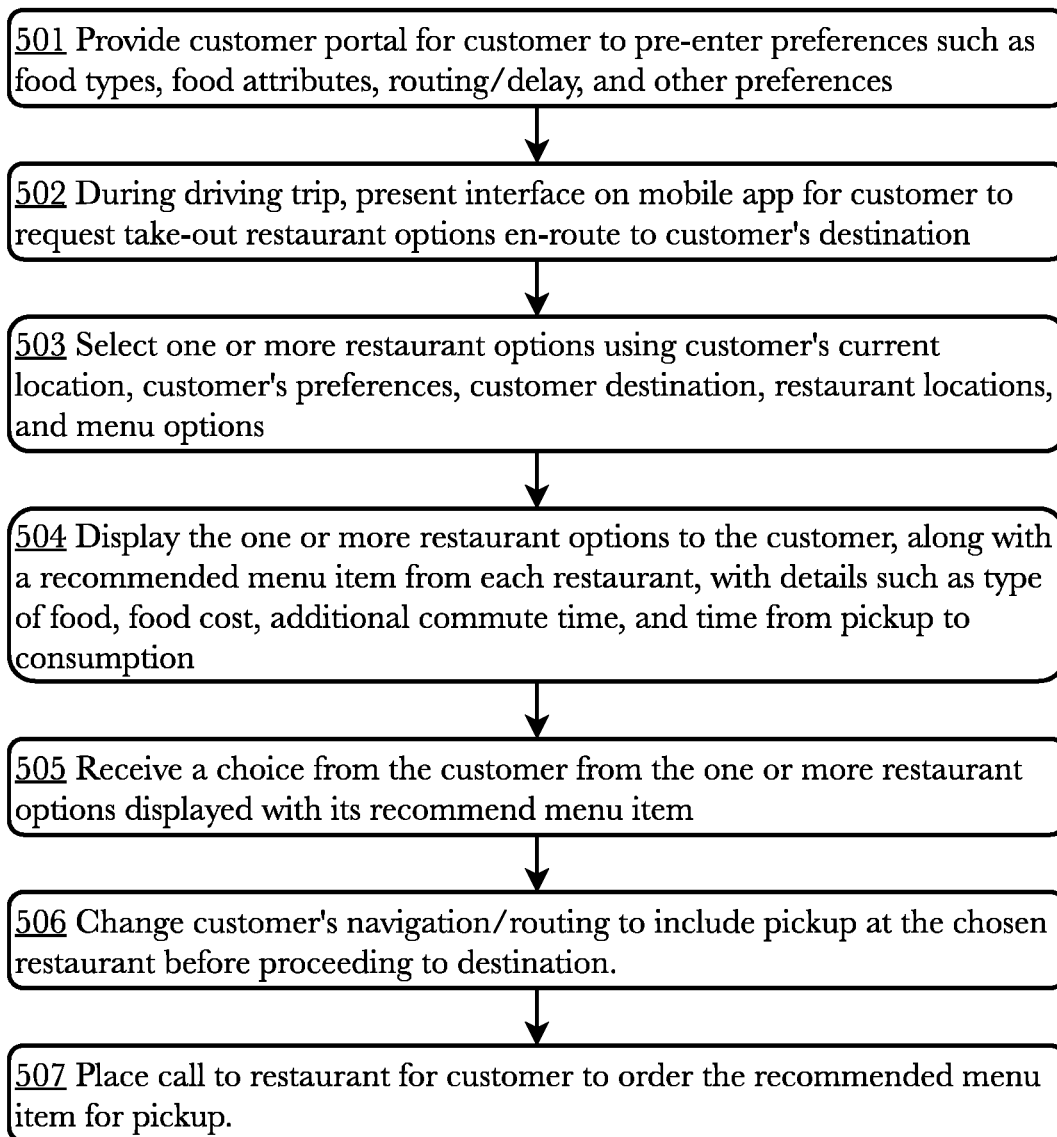 501 Provide customer portal for customer to pre-enter preferences such as
food types, food attributes, routing/delay, and other preferences
502 During driving trip, present interface on mobile app for customer to
request take-out restaurant options en-route to customer's destination
503 Select one or more restaurant options using customer's current
location, customer's preferences, customer destination, restaurant locations,
and menu options
504 Display the one or more restaurant options to the customer, along with
a recommended menu item from each restaurant, with details such as type
of food, food cost, additional commute time, and time from pickup to
consumption
505 Receive a choice from the customer from the one or more restaurant
options displayed with its recommend menu item
506 Change customer's navigation/routing to include pickup at the chosen
restaurant before proceeding to destination.
507 Place call to restaurant for customer to order the recommended menu
item for pickup.